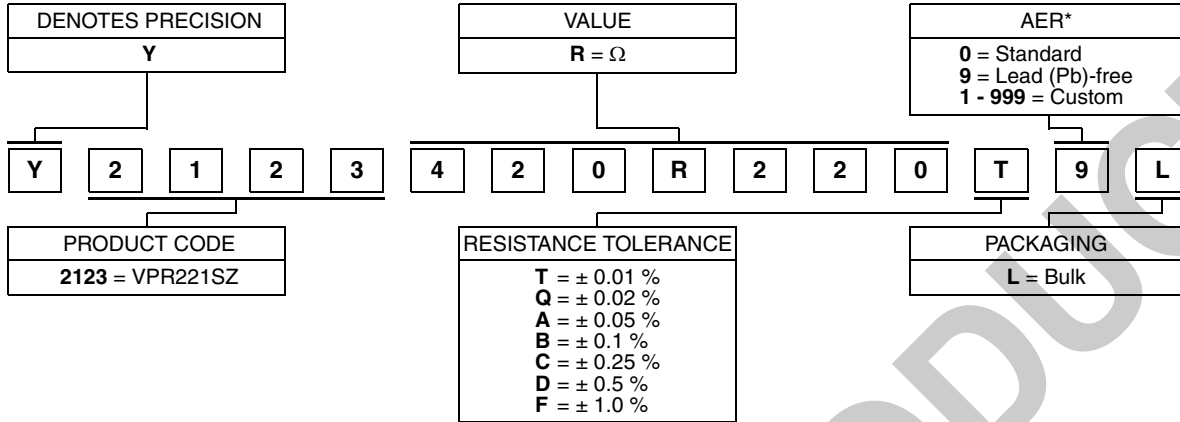 DENOTES PRECISION
Y
VALUE
R = Ω
AER*
0 = Standard
9 = Lead (Pb)-free
1 - 999 = Custom
Y 2 1 2 3 4 2 0 R 2 2 0 T 9 L
PRODUCT CODE
2123 = VPR221SZ
RESISTANCE TOLERANCE
T = ± 0.01 %
Q = ± 0.02 %
A = ± 0.05 %
B = ± 0.1 %
C = ± 0.25 %
D = ± 0.5 %
F = ± 1.0 %
PACKAGING
L = Bulk